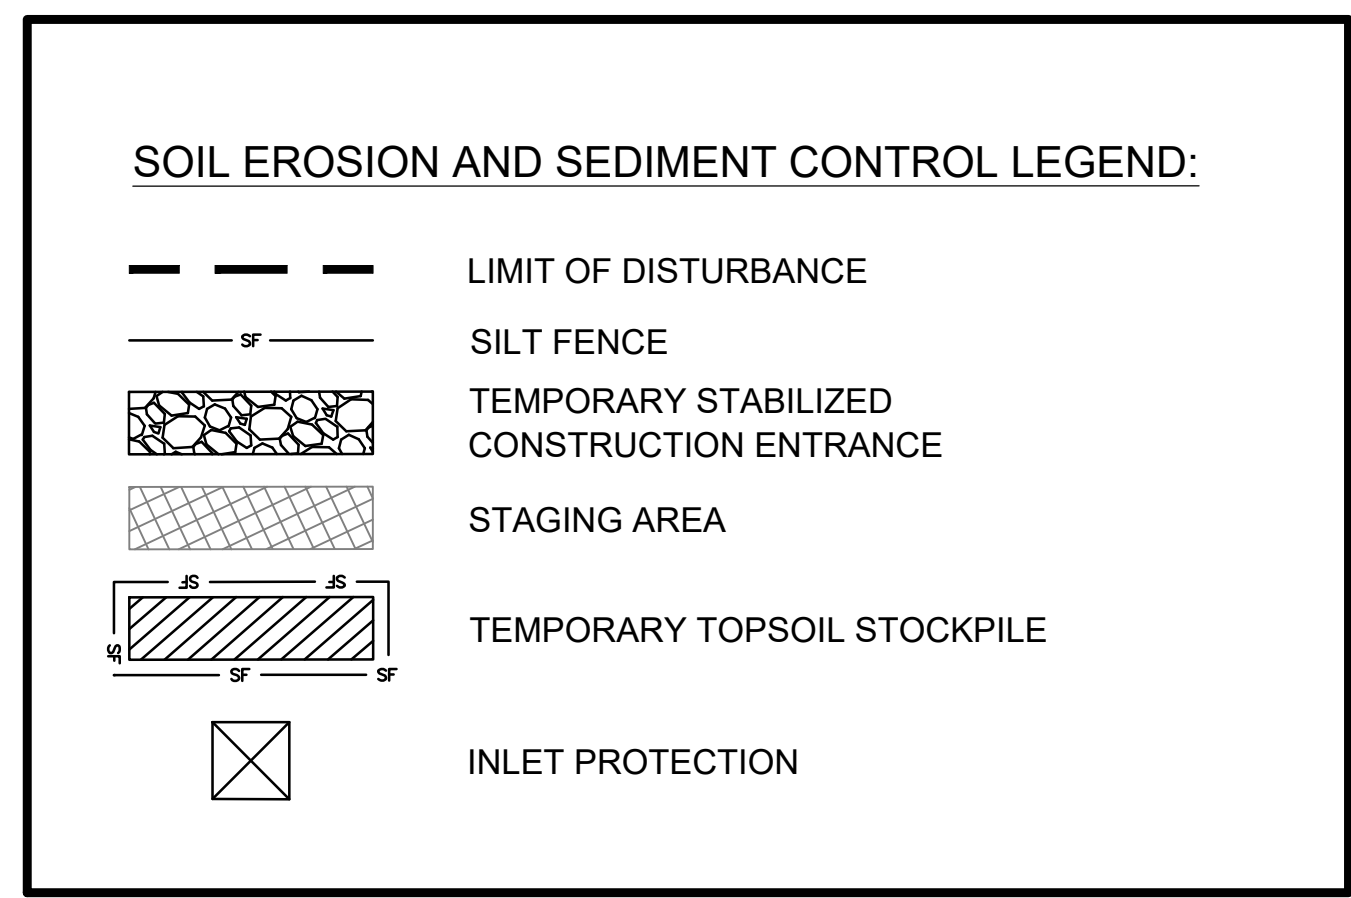 SOIL EROSION AND SEDIMENT CONTROL LEGEND:
LIMIT OF DISTURBANCE
SF
SILT FENCE
TEMPORARY STABILIZED
CONSTRUCTION ENTRANCE
STAGING AREA
SF SF
SF
TEMPORARY TOPSOIL STOCKPILE
SF SF
INLET PROTECTION